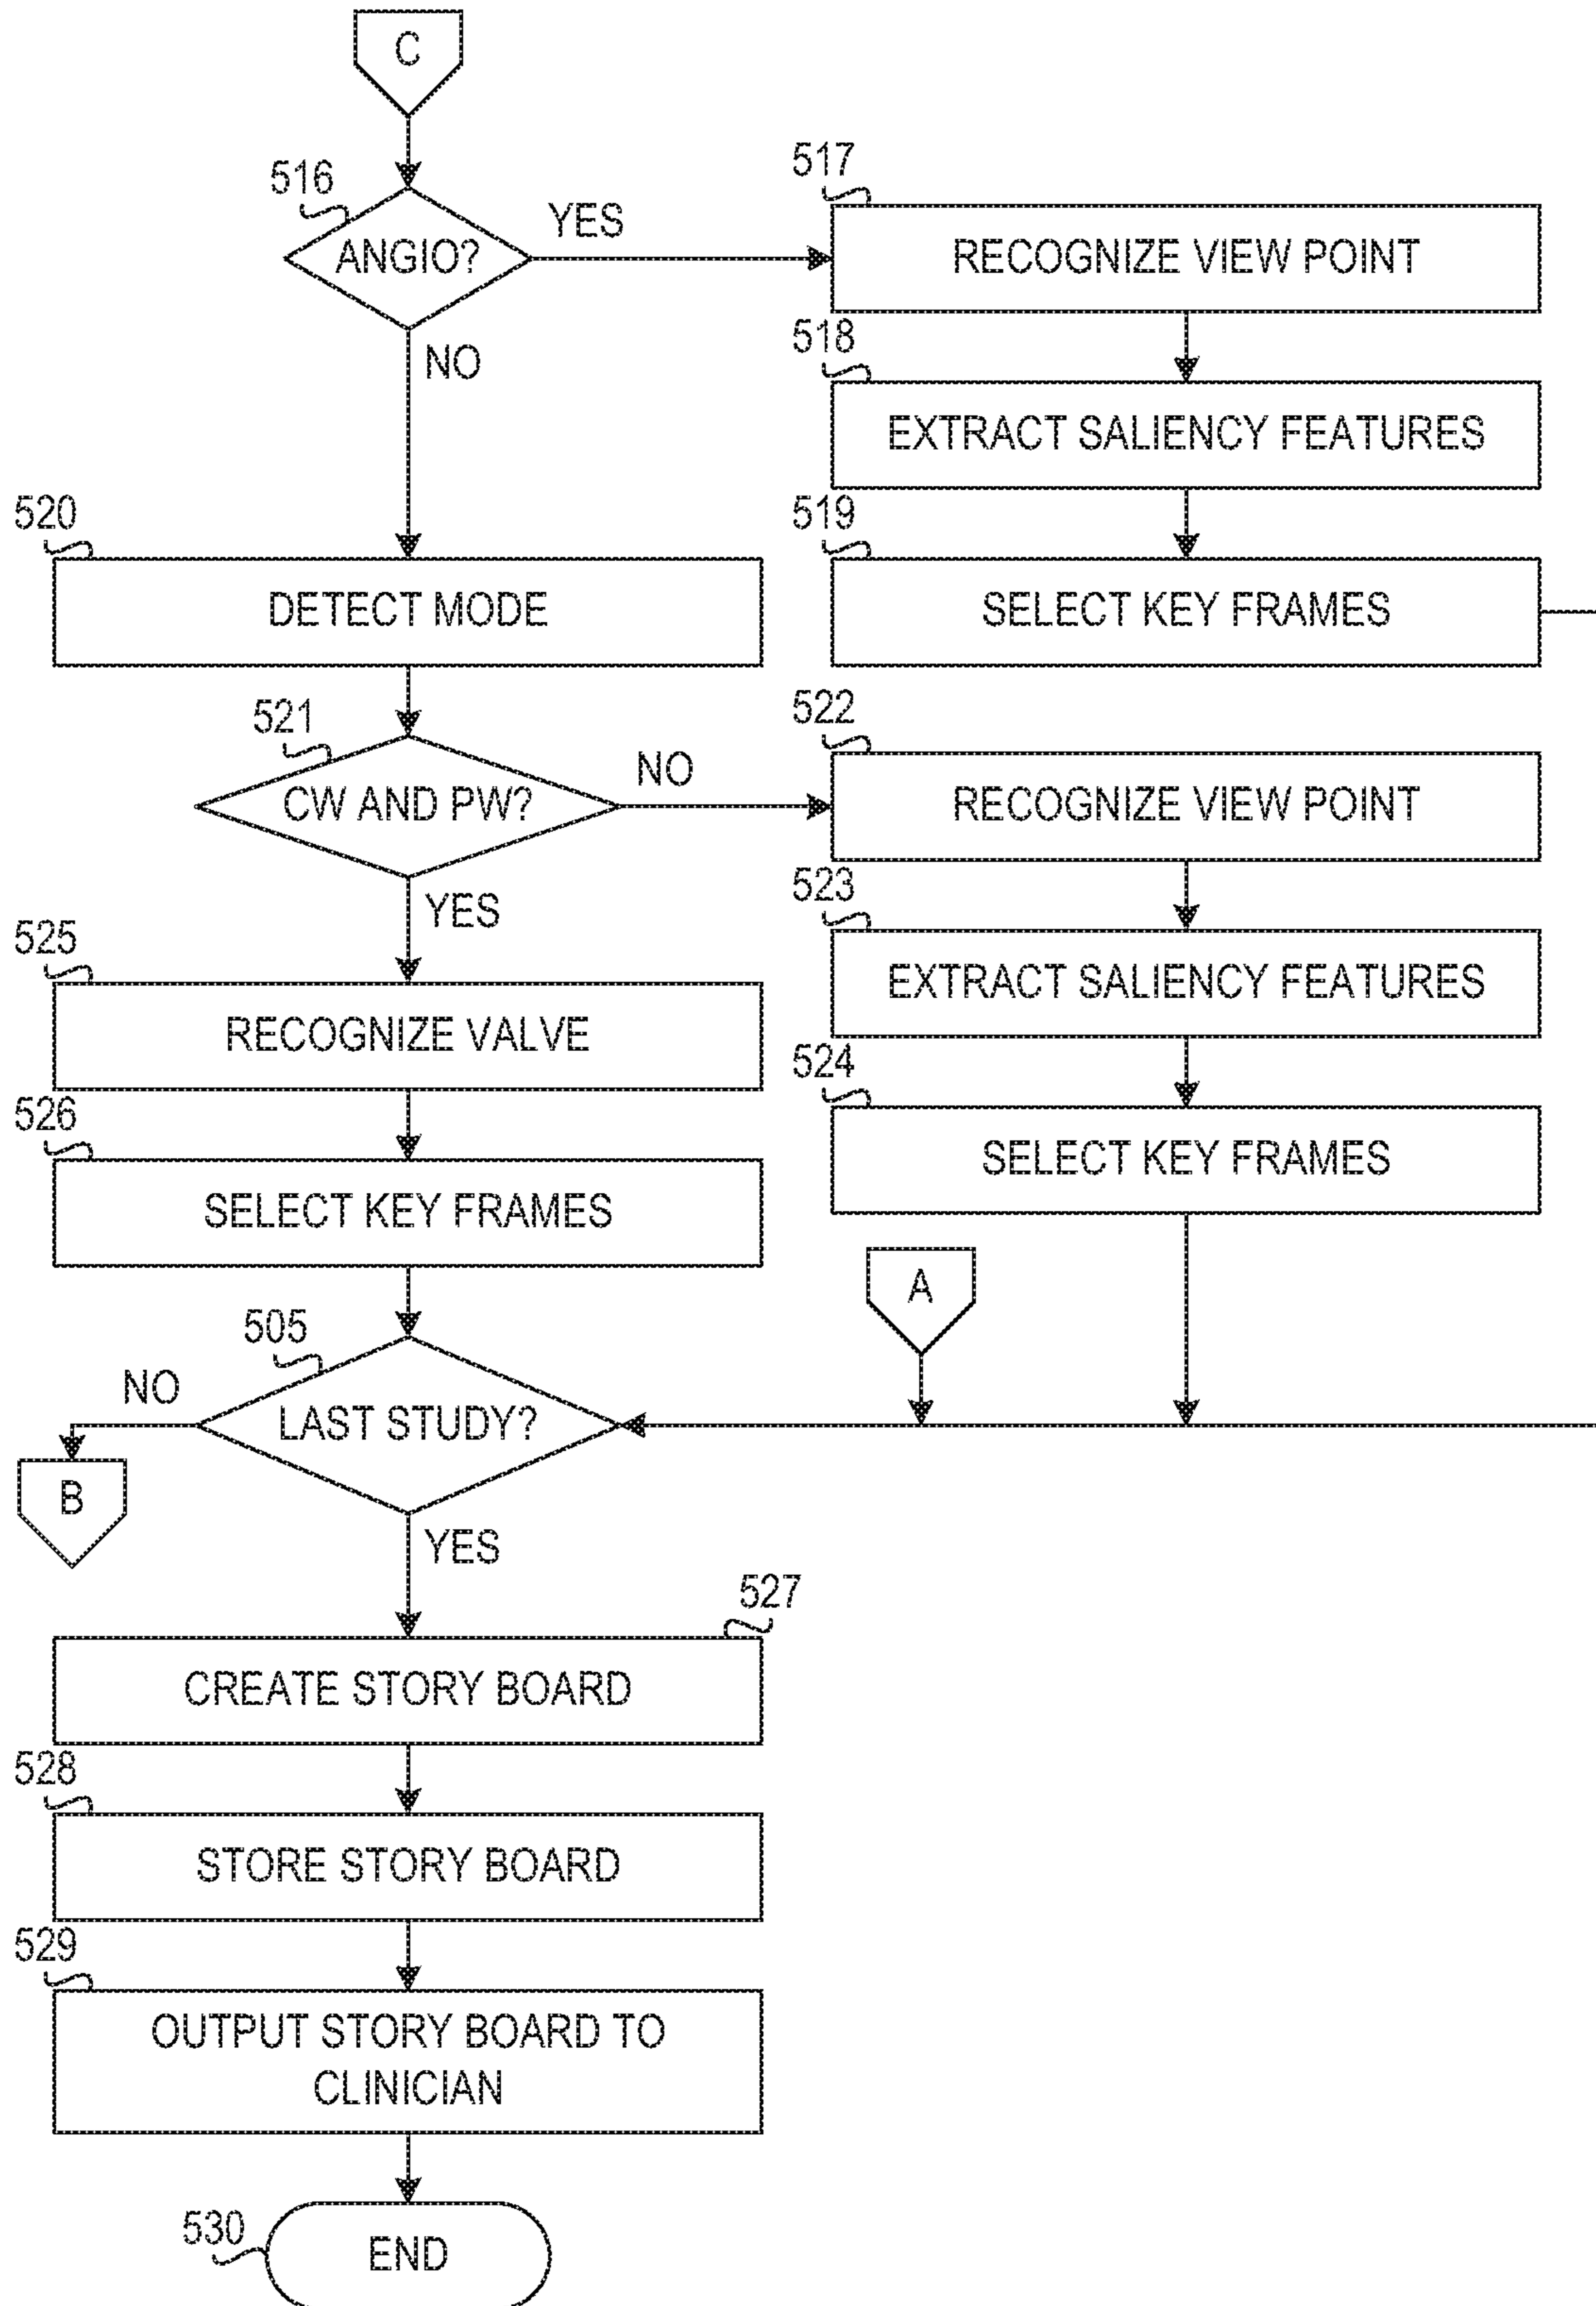 C
516
ANGIO?
YES
NO
517
RECOGNIZE VIEW POINT
518
EXTRACT SALIENCY FEATURES
519
SELECT KEY FRAMES
520
DETECT MODE
521
CW AND PW?
NO
YES
522
RECOGNIZE VIEW POINT
523
EXTRACT SALIENCY FEATURES
524
SELECT KEY FRAMES
525
RECOGNIZE VALVE
526
SELECT KEY FRAMES
A
505
LAST STUDY?
NO
B
YES
527
CREATE STORY BOARD
528
STORE STORY BOARD
529
OUTPUT STORY BOARD TO
CLINICIAN
530
END